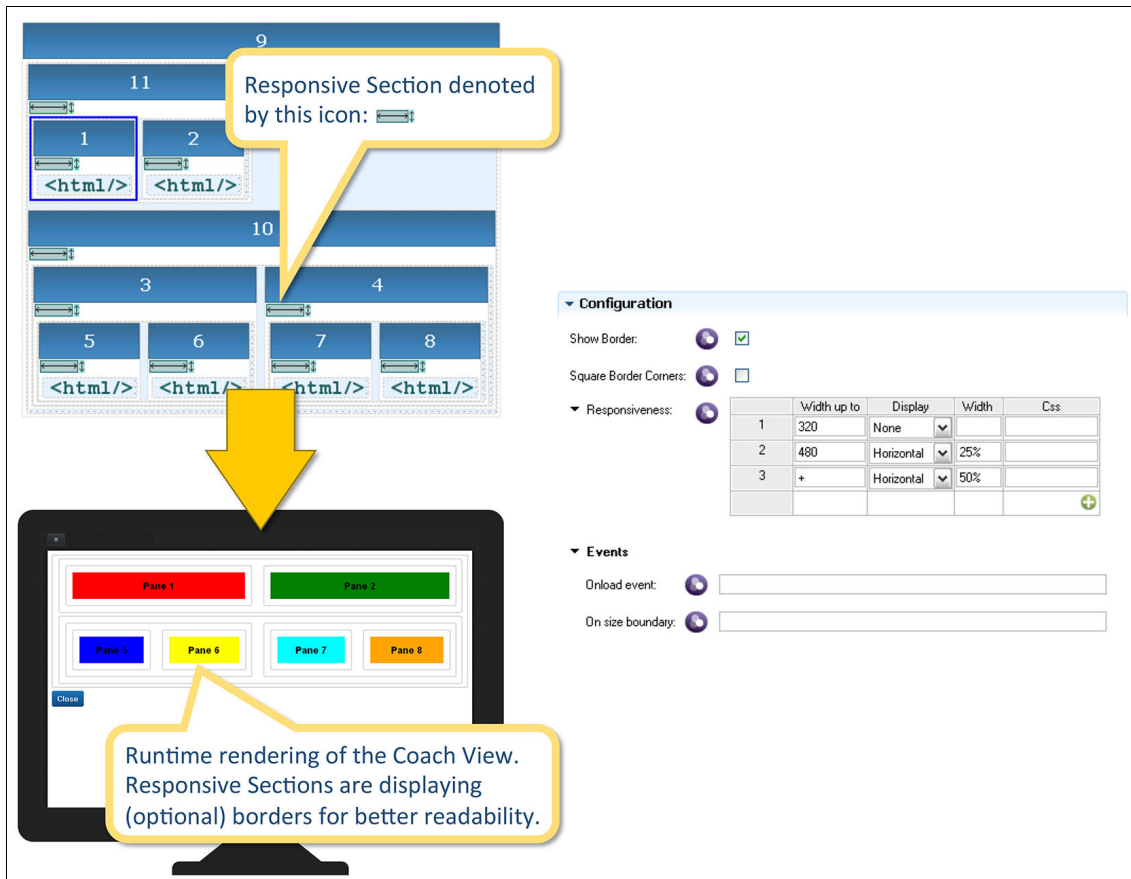 9
11
Responsive Section denoted
by this icon:
1 2
<html/> <html/>
10
3 4
5 6 7 8
<html/> <html/> <html/> <html/>
Configuration
Show Border:
Square Border Corners:
Responsiveness:
Width up to Display Width Css
1 320 None
2 480 Horizontal 25%
3 + Horizontal 50%
Events
Onload event:
On size boundary:
×
Pane 1 Pane 2
Pane 5 Pane 6 Pane 7 Pane 8
Close
Runtime rendering of the Coach View.
Responsive Sections are displaying
(optional) borders for better readability.